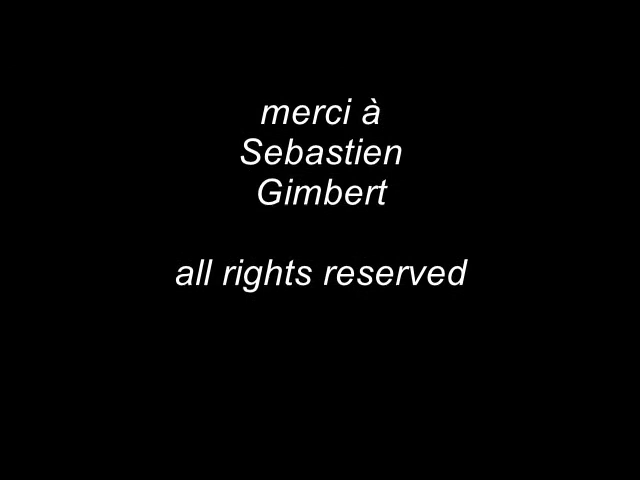 merci à
Sebastien
Gimbert
all rights reserved